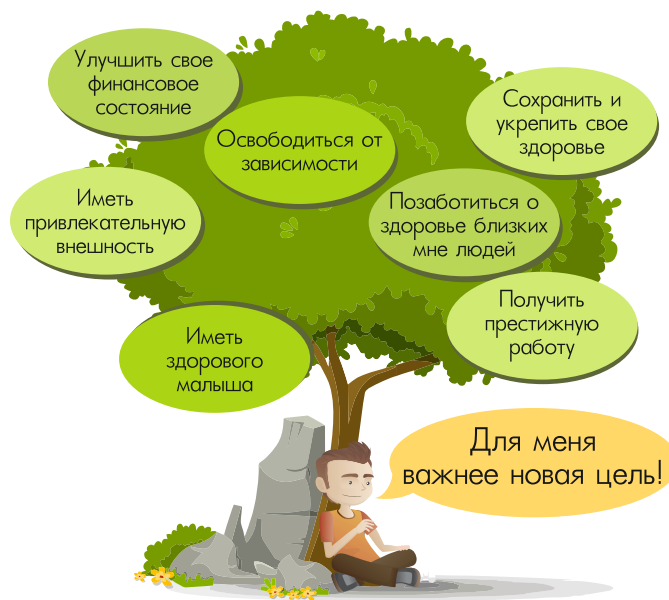 Улучшить свое
финансовое
состояние
Освободиться от
зависимости
Сохранить и
укрепить свое
здоровье
Иметь
привлекательную
внешность
Позаботиться о
здоровье близких
мне людей
Получить
престижную
работу
Иметь
здорового
малыша
Для меня
важнее новая цель!